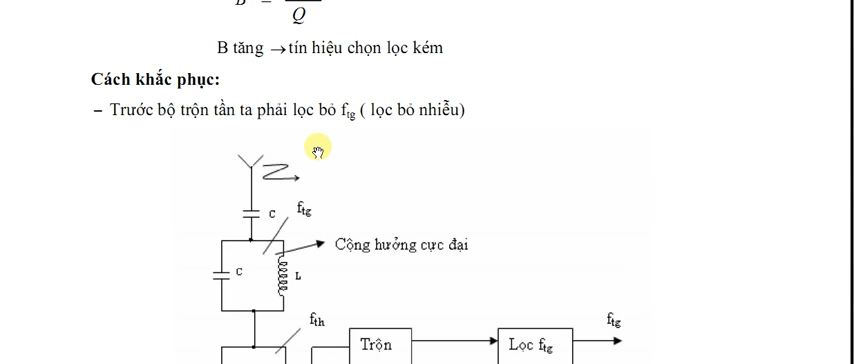 B = 
Q
B tăng →tín hiệu chọn lọc kém
Cách khắc phục:
– Trước bộ trộn tần ta phải lọc bỏ ftg ( lọc bỏ nhiễu)
C
ftg
Cộng hưởng cực đại
C
L
fth
ftg
Trộn
Lọc ftg